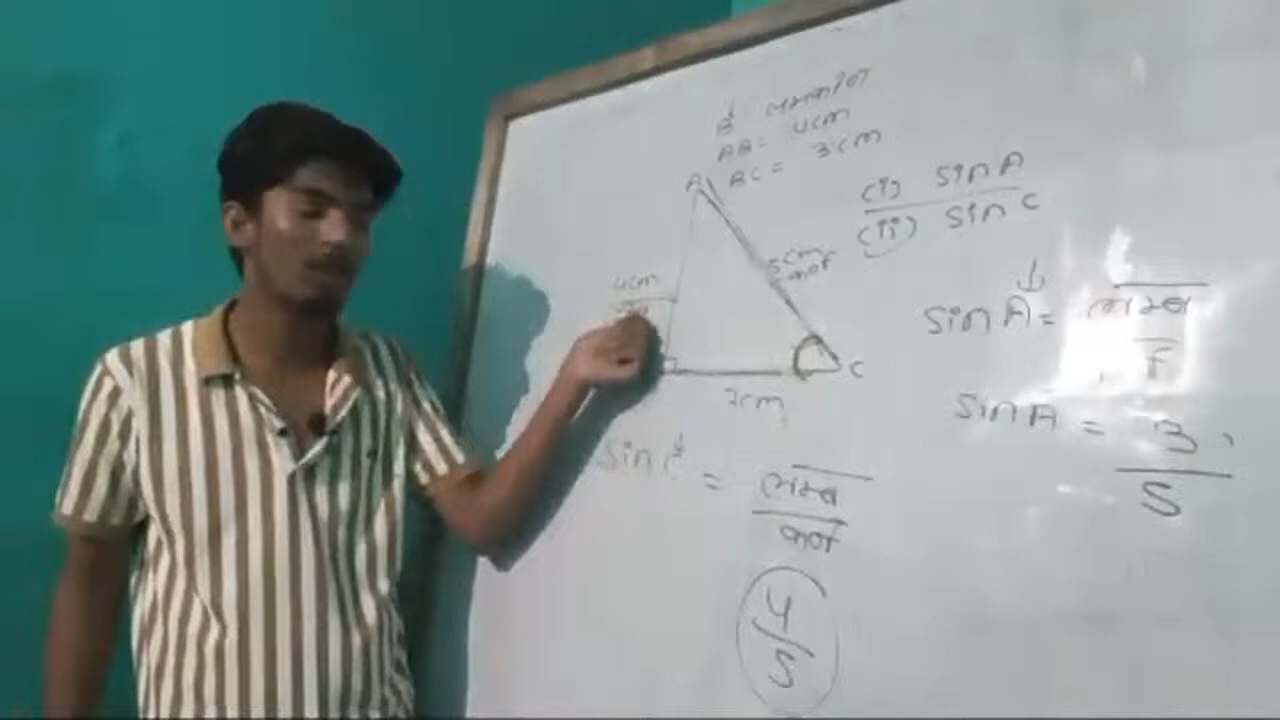 B समकोण
AB = 4cm
BC = 3cm
(i) sin A
(ii) sin C
A
5cm
कर्ण
4cm
C
3cm
sin A = लम्ब
sin A = 3
5
sin C = लम्ब
कर्ण
4/5